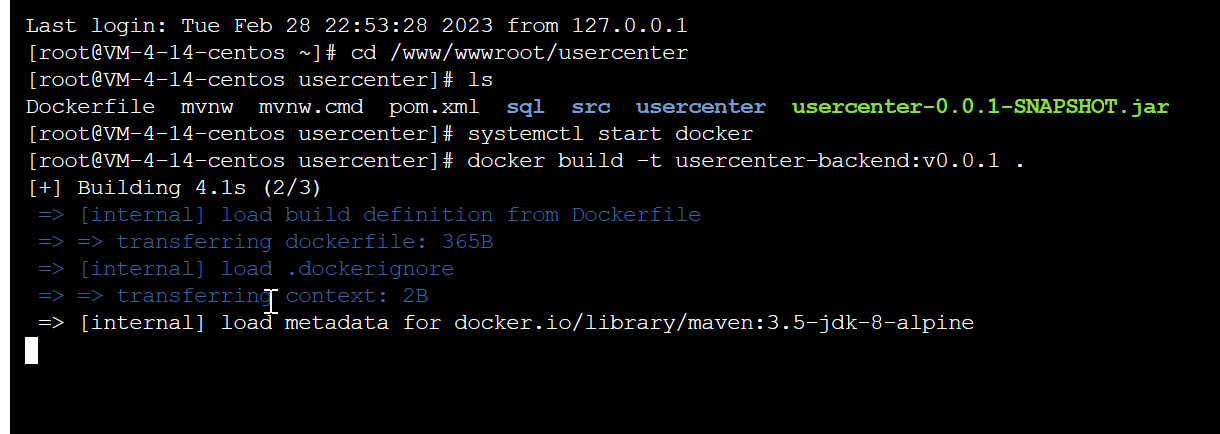 Last login: Tue Feb 28 22:53:28 2023 from 127.0.0.1
[root@VM-4-14-centos ~]# cd /www/wwwroot/usercenter
[root@VM-4-14-centos usercenter]# ls
Dockerfile  mvnw  mvnw.cmd  pom.xml  sql  src  usercenter  usercenter-0.0.1-SNAPSHOT.jar
[root@VM-4-14-centos usercenter]# systemctl start docker
[root@VM-4-14-centos usercenter]# docker build -t usercenter-backend:v0.0.1 .
[+] Building 4.1s (2/3)
 => [internal] load build definition from Dockerfile
 => => transferring dockerfile: 365B
 => [internal] load .dockerignore
 => => transferring context: 2B
 => [internal] load metadata for docker.io/library/maven:3.5-jdk-8-alpine